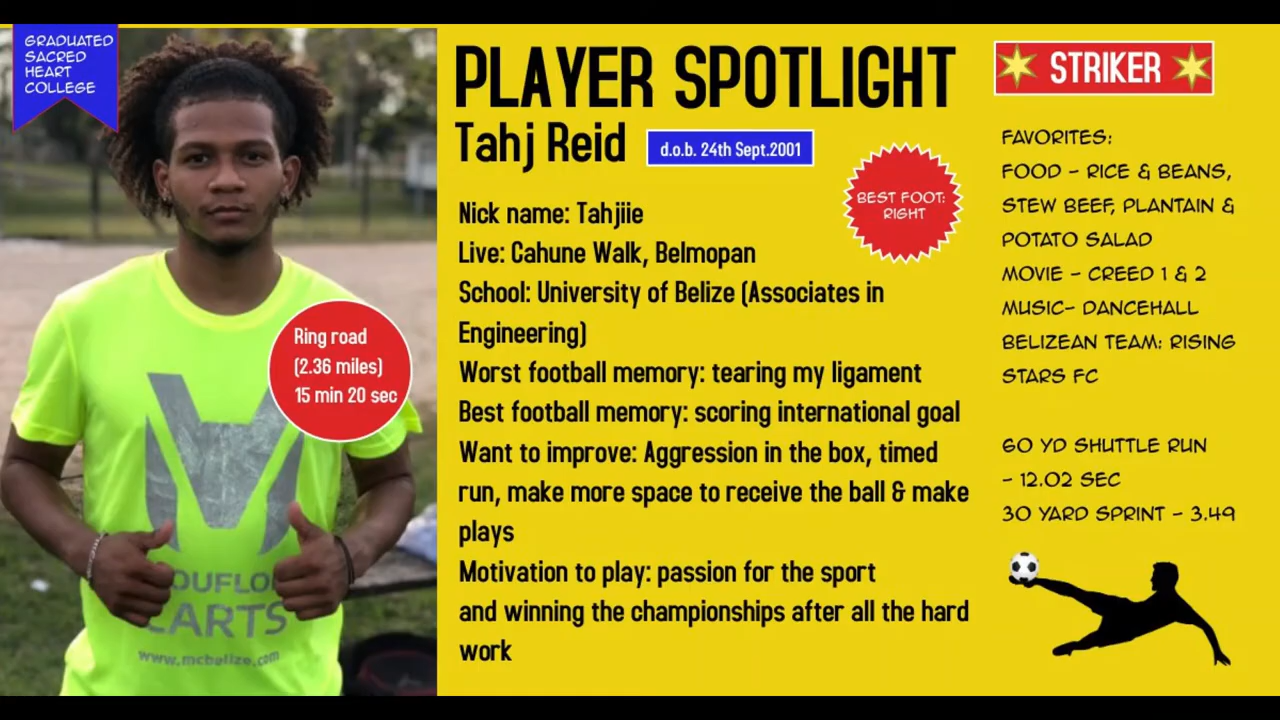 GRADUATED
SACRED
HEART
COLLEGE
PLAYER SPOTLIGHT
Tahj Reid
d.o.b. 24th Sept.2001
Nick name: Tahjiie
Live: Cahune Walk, Belmopan
School: University of Belize (Associates in
Engineering)
Worst football memory: tearing my ligament
Best football memory: scoring international goal
Want to improve: Aggression in the box, timed
run, make more space to receive the ball & make
plays
Motivation to play: passion for the sport
and winning the championships after all the hard
work
BEST FOOT:
RIGHT
STRIKER
FAVORITES:
FOOD - RICE & BEANS,
STEW BEEF, PLANTAIN &
POTATO SALAD
MOVIE - CREED 1 & 2
MUSIC- DANCEHALL
BELIZEAN TEAM: RISING
STARS FC
60 YD SHUTTLE RUN
- 12.02 SEC
30 YARD SPRINT - 3.49
Ring road
(2.36 miles)
15 min 20 sec
www.mcbelize.com